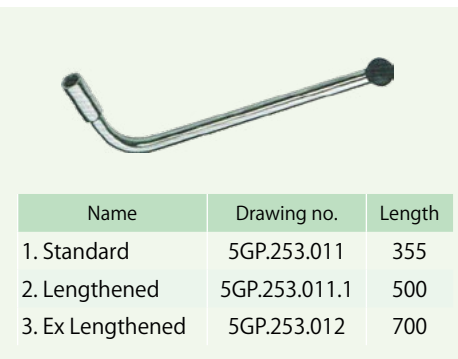 Name Drawing no. Length
1. Standard 5GP.253.011 355
2. Lengthened 5GP.253.011.1 500
3. Ex Lengthened 5GP.253.012 700